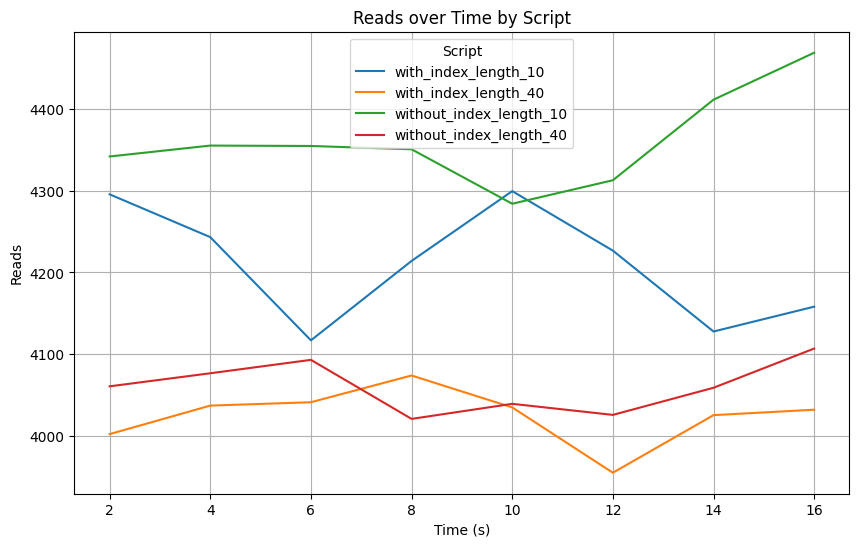 Reads over Time by Script
Script
with_index_length_10
with_index_length_40
without_index_length_10
without_index_length_40
4400
4300
4200
4100
4000
Reads
2 4 6 8 10 12 14 16
Time (s)